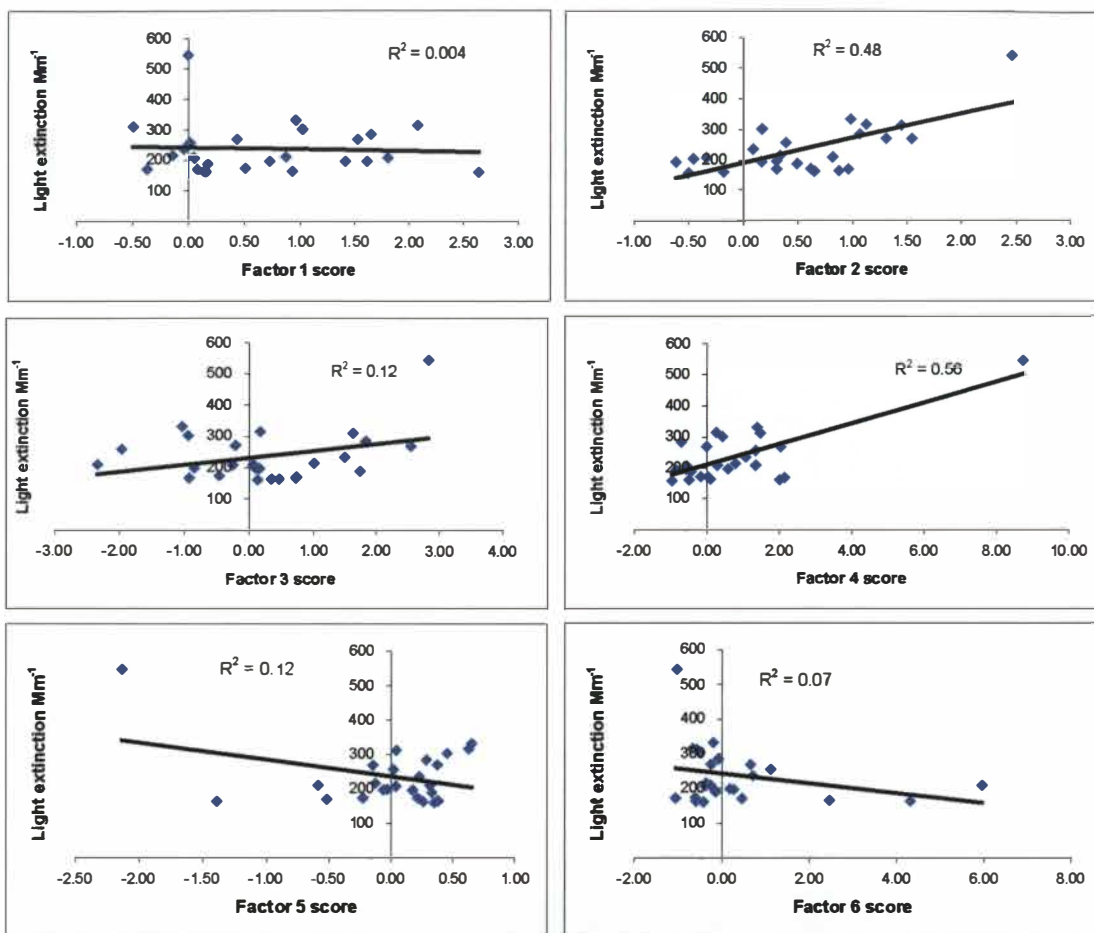 Light extinction Mm⁻¹
600
500
400
300
200
100
R² = 0.004
-1.00 -0.50 0.00 0.50 1.00 1.50 2.00 2.50 3.00
Factor 1 score
Light extinction Mm⁻¹
600
500
400
300
200
100
R² = 0.48
-1.00 -0.50 0.00 0.50 1.00 1.50 2.00 2.50 3.00
Factor 2 score
Light extinction Mm⁻¹
600
500
400
300
200
100
R² = 0.12
-3.00 -2.00 -1.00 0.00 1.00 2.00 3.00 4.00
Factor 3 score
Light extinction Mm⁻¹
600
500
400
300
200
100
R² = 0.56
-2.00 0.00 2.00 4.00 6.00 8.00 10.00
Factor 4 score
Light extinction Mm⁻¹
600
500
400
300
200
100
R² = 0.12
-2.50 -2.00 -1.50 -1.00 -0.50 0.00 0.50 1.00
Factor 5 score
Light extinction Mm⁻¹
600
500
400
300
200
100
R² = 0.07
-2.00 0.00 2.00 4.00 6.00 8.00
Factor 6 score